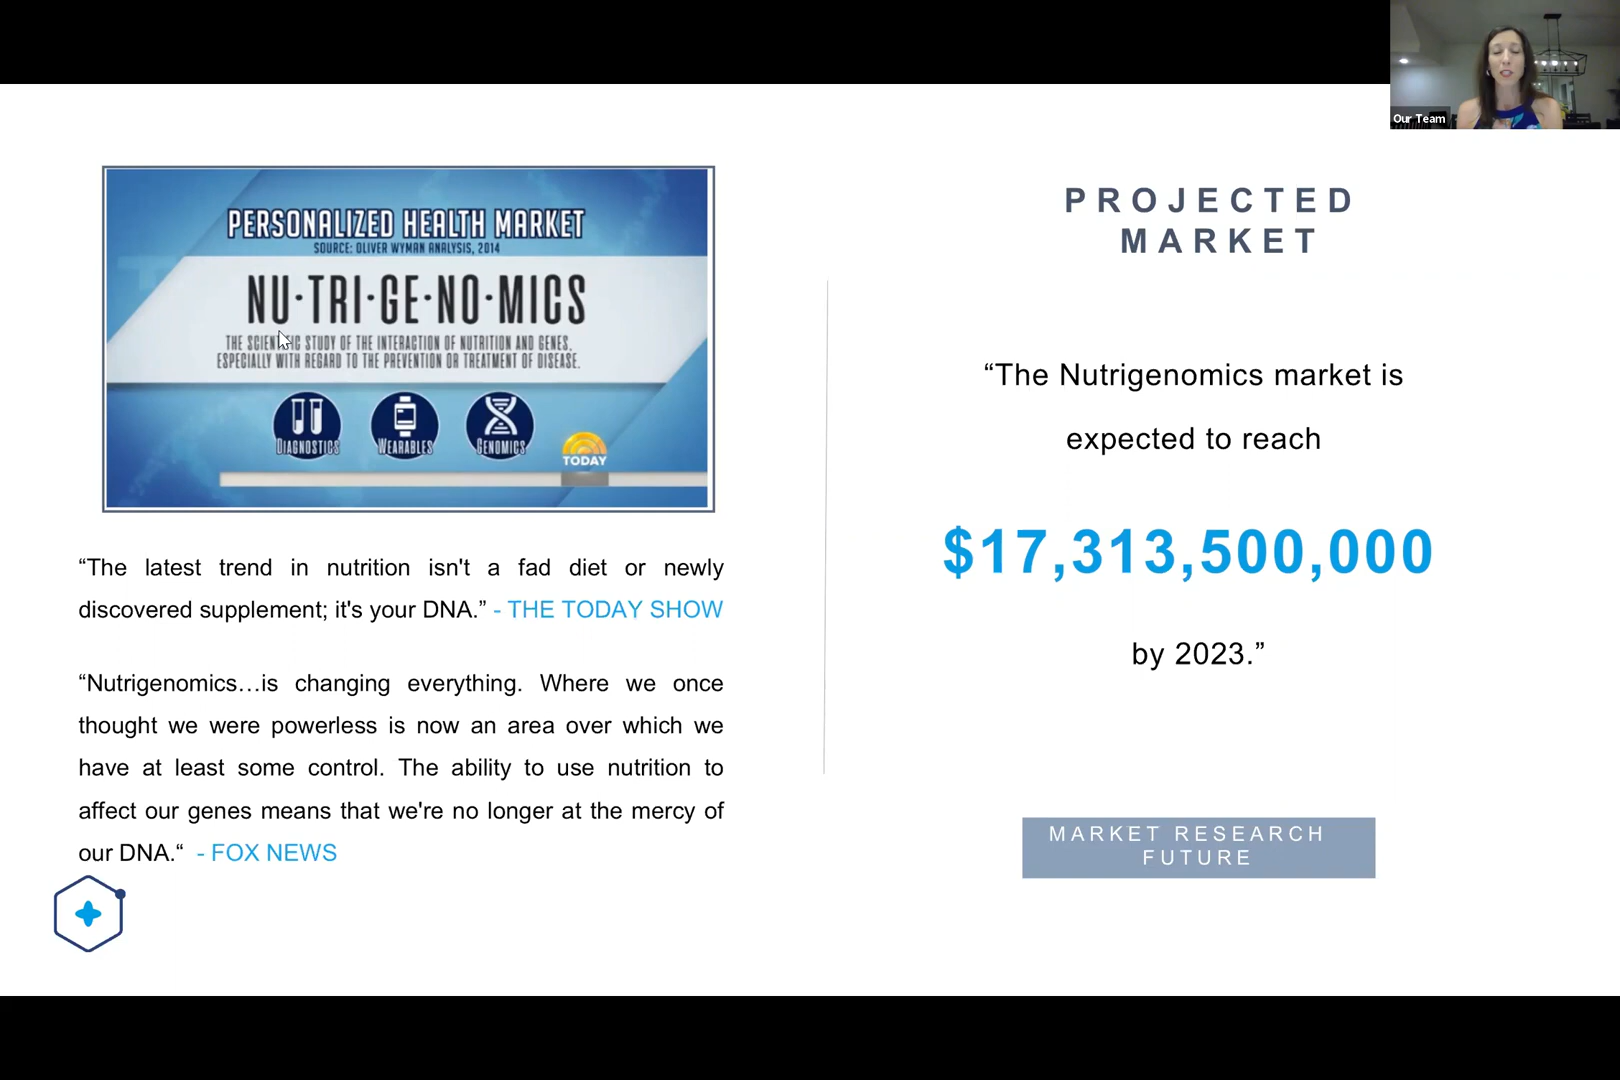 Our Team
PERSONALIZED HEALTH MARKET
SOURCE: OLIVER WYMAN ANALYSIS, 2014
NU·TRI·GE·NO·MICS
THE SCIENTIFIC STUDY OF THE INTERACTION OF NUTRITION AND GENES,
ESPECIALLY WITH REGARD TO THE PREVENTION OR TREATMENT OF DISEASE.
DIAGNOSTICS WEARABLES GENOMICS
TODAY
“The latest trend in nutrition isn't a fad diet or newly
discovered supplement; it's your DNA.” - THE TODAY SHOW
“Nutrigenomics…is changing everything. Where we once
thought we were powerless is now an area over which we
have at least some control. The ability to use nutrition to
affect our genes means that we're no longer at the mercy of
our DNA.“ - FOX NEWS
PROJECTED
MARKET
“The Nutrigenomics market is
expected to reach
$17,313,500,000
by 2023.”
MARKET RESEARCH
FUTURE